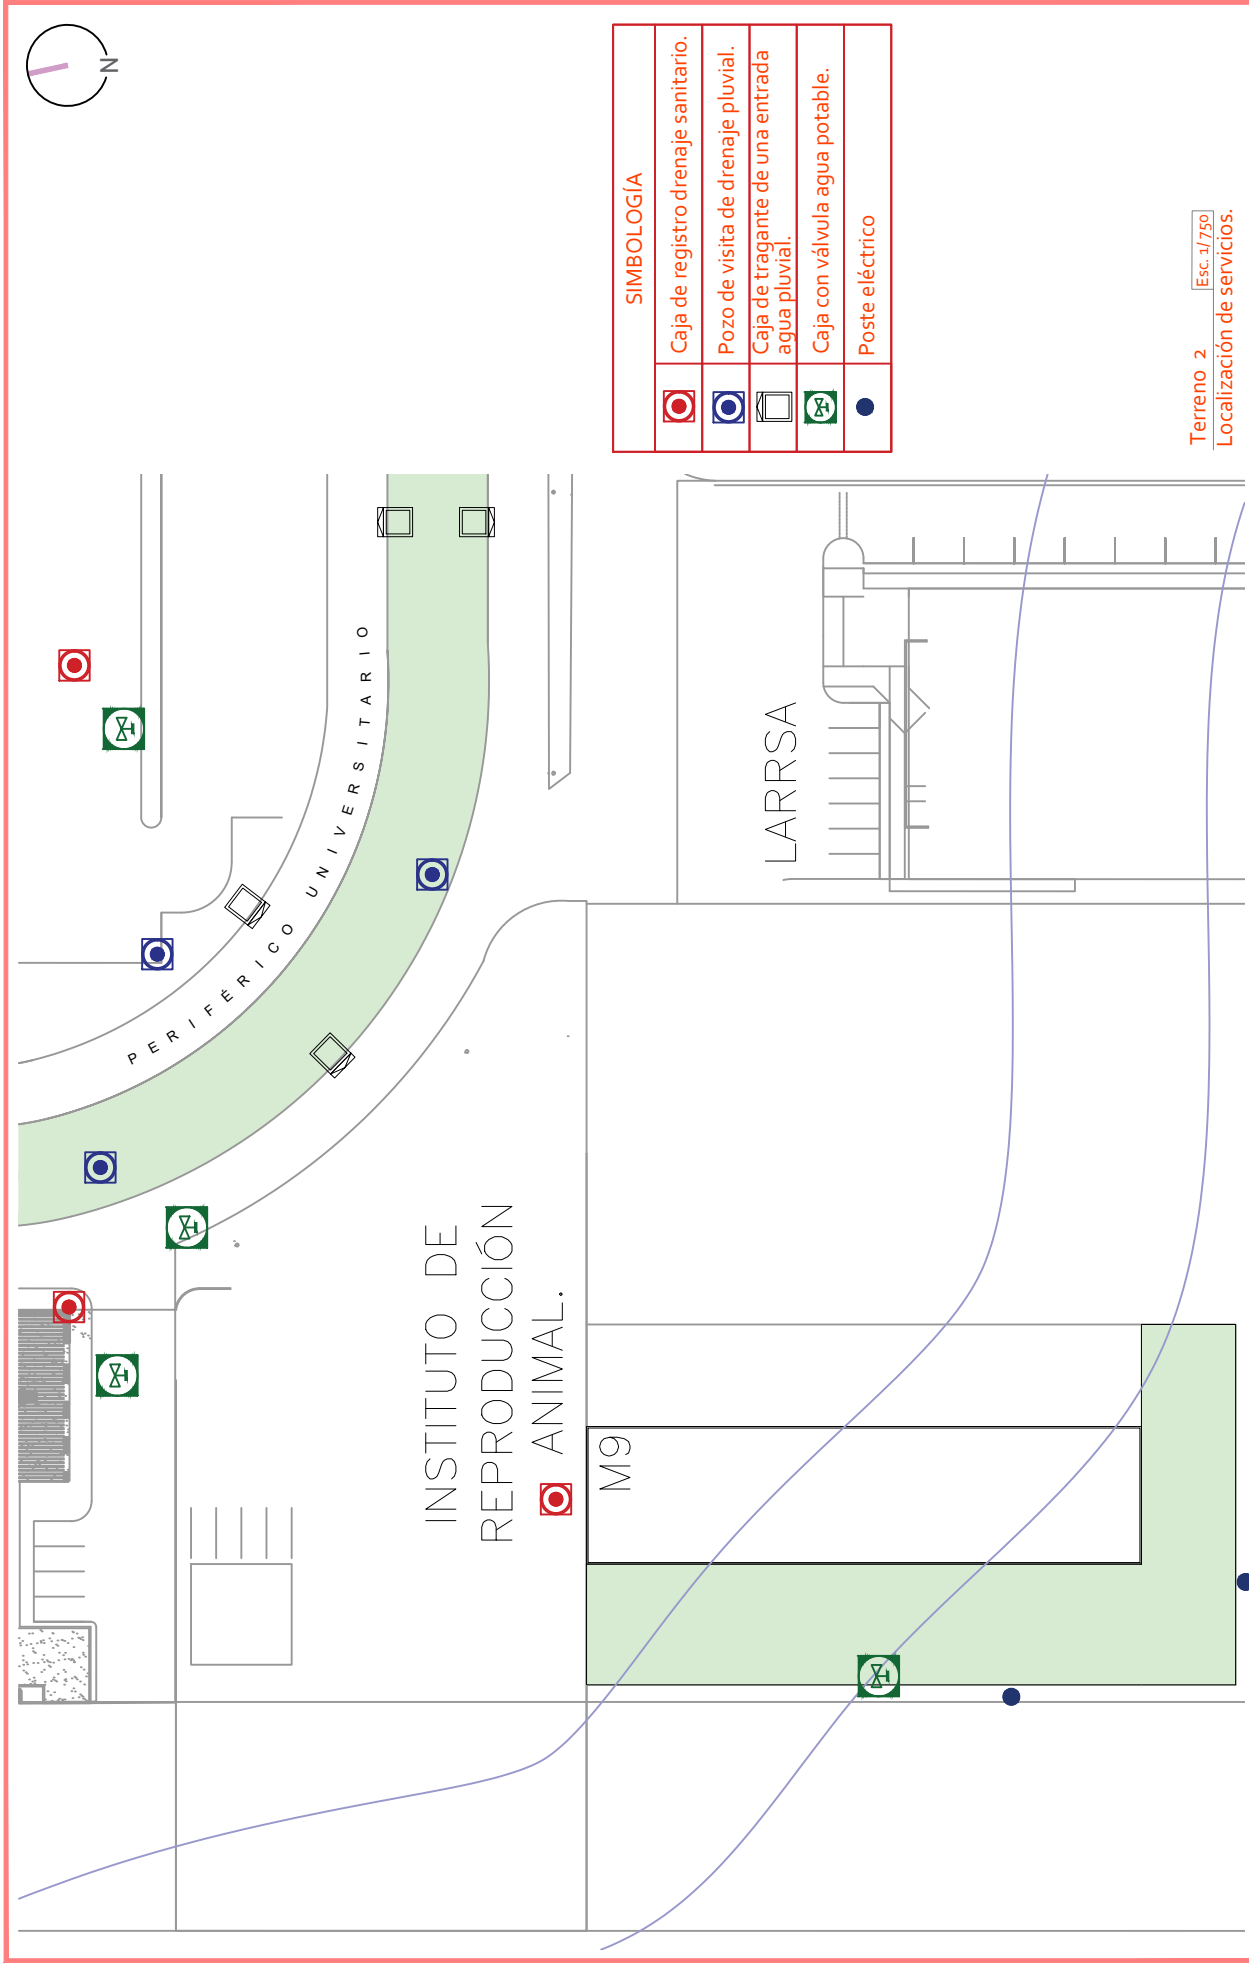 N
SIMBOLOGÍA
Caja de registro drenaje sanitario.
Pozo de visita de drenaje pluvial.
Caja de tragante de una entrada
agua pluvial.
Caja con válvula agua potable.
Poste eléctrico
Terreno 2
Esc. 1/750
Localización de servicios.
PERIFÉRICO UNIVERSITARIO
LARRSA
INSTITUTO DE
REPRODUCCIÓN
ANIMAL.
M9